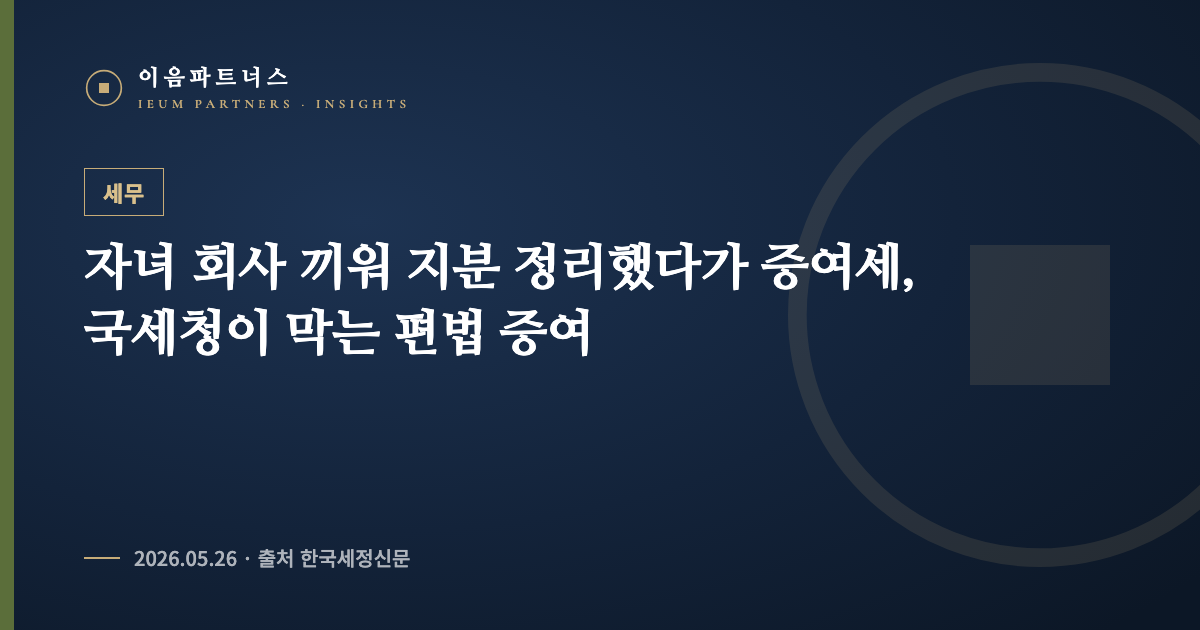 이음파트너스
IEUM PARTNERS · INSIGHTS
세무
자녀 회사 끼워 지분 정리했다가 증여세,
국세청이 막는 편법 증여
2026.05.26 · 출처 한국세정신문